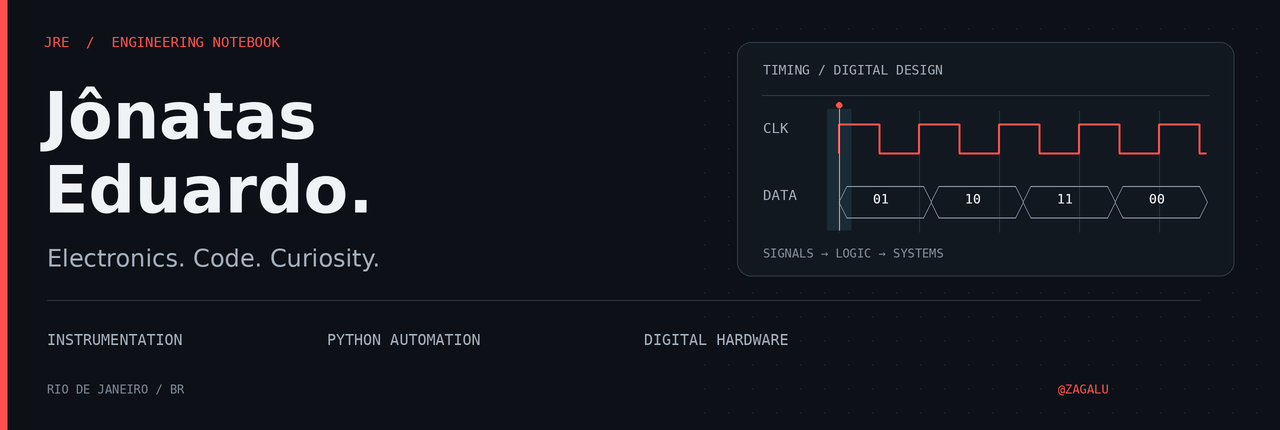 JRE / ENGINEERING NOTEBOOK
Jônatas
Eduardo.
Electronics. Code. Curiosity.
TIMING / DIGITAL DESIGN
CLK
DATA 01 10 11 00
SIGNALS → LOGIC → SYSTEMS
INSTRUMENTATION PYTHON AUTOMATION DIGITAL HARDWARE
RIO DE JANEIRO / BR @ZAGALU